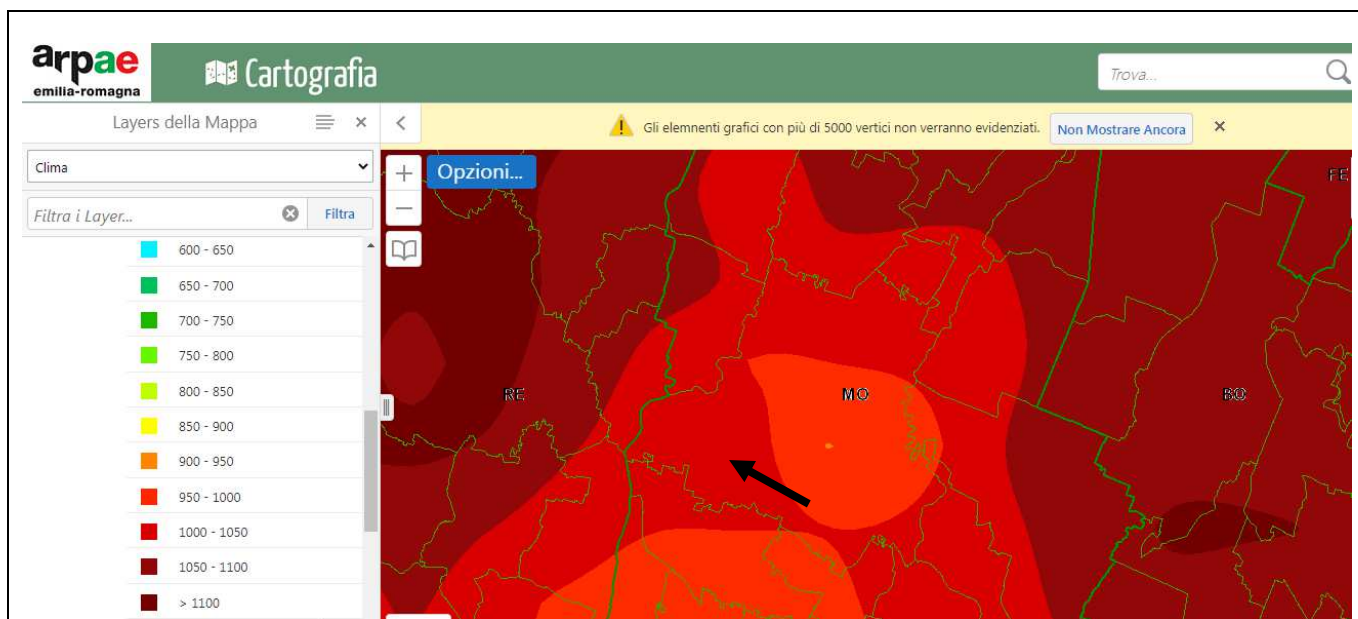 arpae
emilia-romagna
Cartografia
Trova...
Layers della Mappa
Gli elemnenti grafici con più di 5000 vertici non verranno evidenziati.
Non Mostrare Ancora
Clima
Opzioni...
Filtra i Layer...
Filtra
600 - 650
650 - 700
700 - 750
750 - 800
800 - 850
850 - 900
900 - 950
950 - 1000
1000 - 1050
1050 - 1100
> 1100
FE
RE
MO
BO